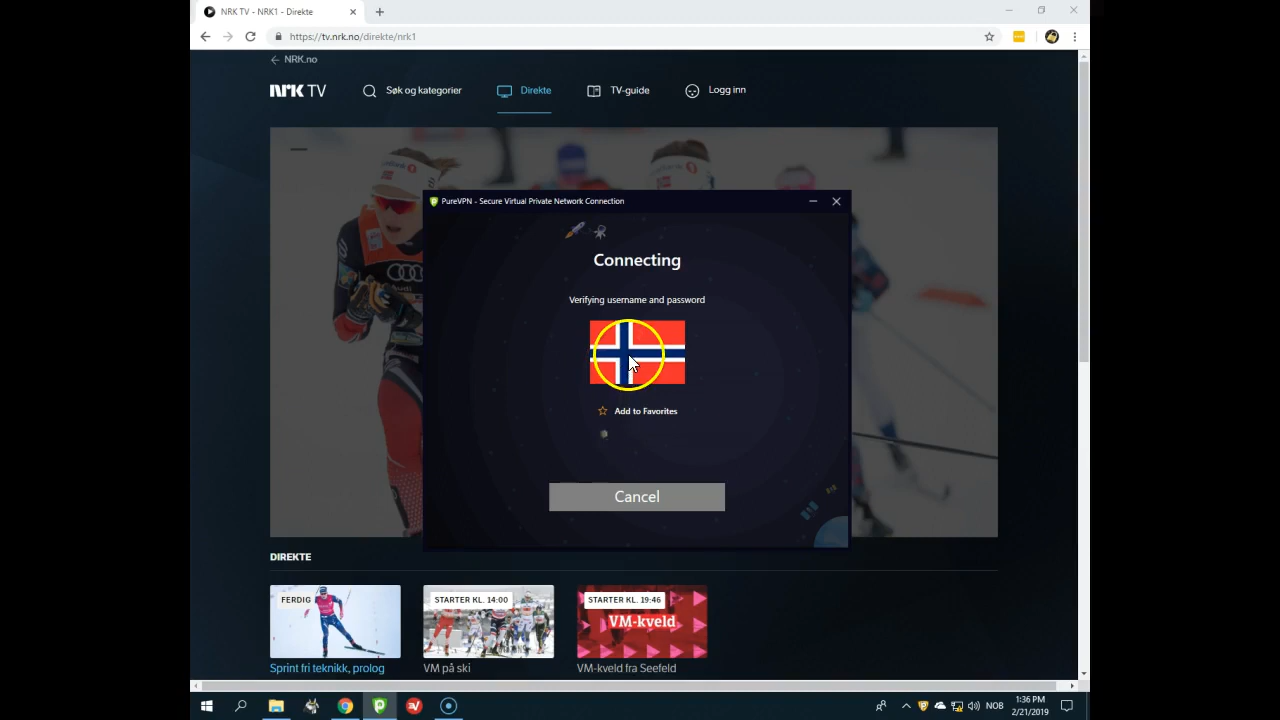 NRK TV - NRK1 - Direkte
https://tv.nrk.no/direkte/nrk1
NRK.no
NRK TV
Søk og kategorier
Direkte
TV-guide
Logg inn
PureVPN - Secure Virtual Private Network Connection
Connecting
Verifying username and password
Add to Favorites
Cancel
DIREKTE
FERDIG
STARTER KL. 14:00
STARTER KL. 19:46
VM-kveld
Sprint fri teknikk, prolog
VM på ski
VM-kveld fra Seefeld
NOB
1:36 PM
2/21/2019